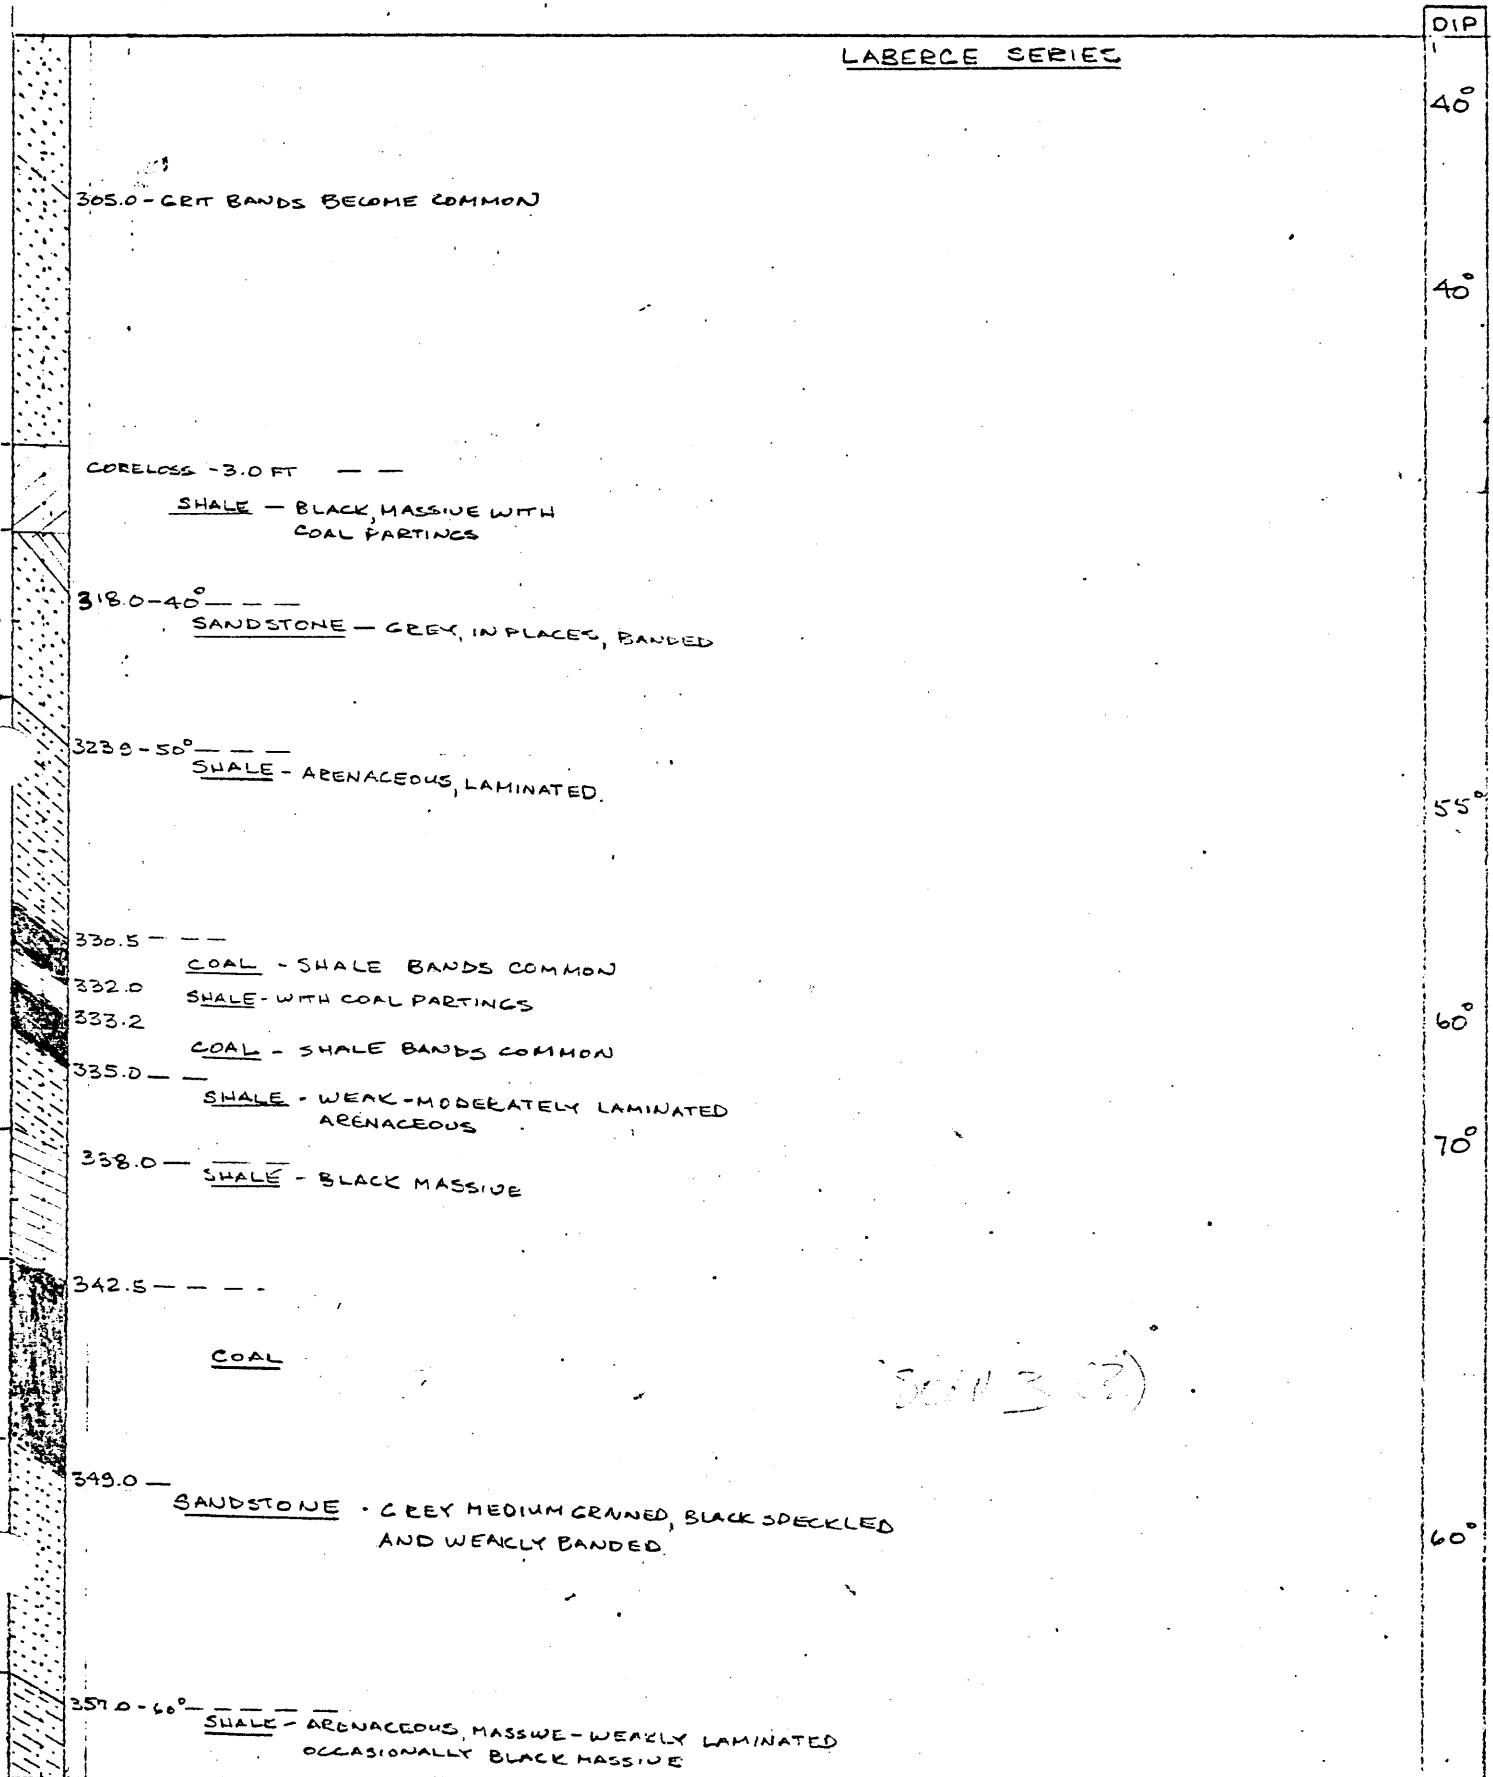 DIP
LABERGE SERIES
40°
305.0 - GRIT BANDS BECOME COMMON
40°
CORELOSS - 3.0 FT — —
SHALE — BLACK, MASSIVE WITH
COAL PARTINGS
318.0 - 40° — — —
SANDSTONE — GREY, IN PLACES, BANDED
323 9 - 50° — — —
SHALE - ARENACEOUS, LAMINATED.
55°
330.5 — — —
COAL - SHALE BANDS COMMON
332.0
SHALE - WITH COAL PARTINGS
333.2
60°
COAL - SHALE BANDS COMMON
335.0 — —
SHALE - WEAK - MODERATELY LAMINATED
ARENACEOUS
70°
338.0 — — —
SHALE - BLACK MASSIVE
342.5 — — — -
COAL
3 (?)
349.0 —
SANDSTONE - GREY MEDIUM GRAINED, BLACK SPECKLED
AND WEAKLY BANDED.
60°
357.0 - 60° — — — — —
SHALE - ARENACEOUS, MASSIVE - WEAKLY LAMINATED
OCCASIONALLY BLACK MASSIVE